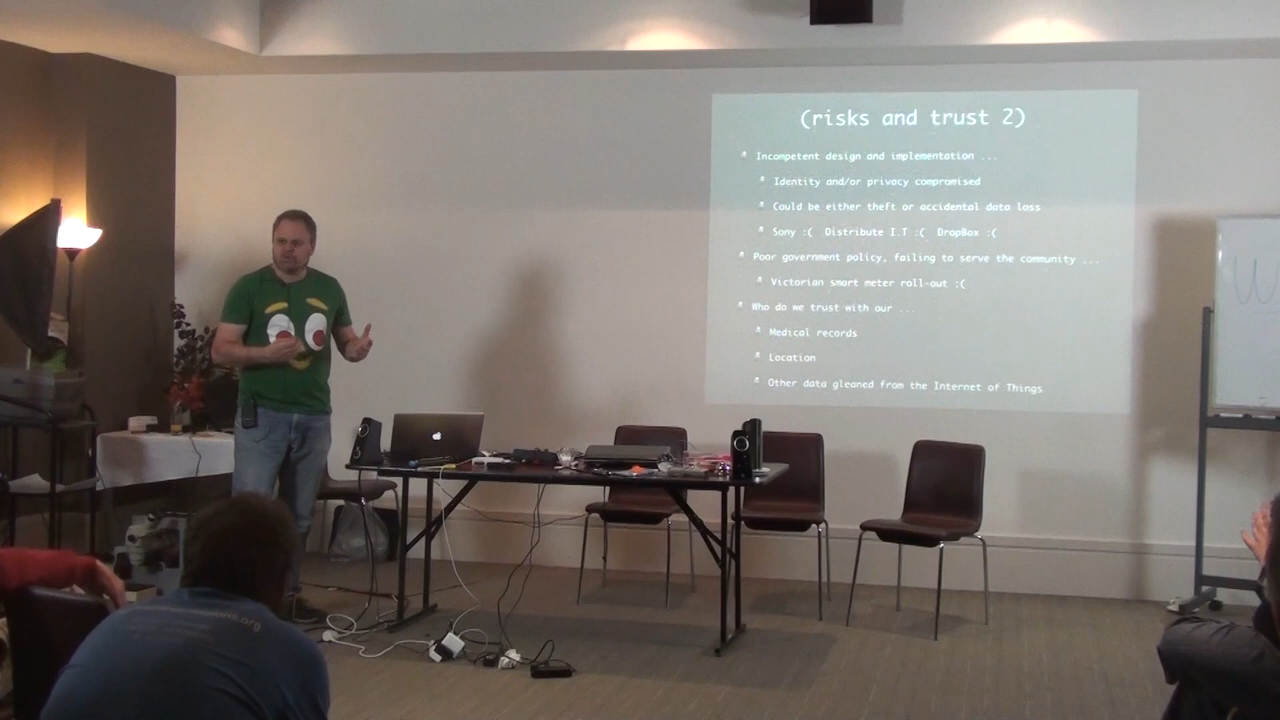 (risks and trust 2)
Incompetent design and implementation ...
Identity and/or privacy compromised
Could be either theft or accidental data loss
Sony :( Distribute I.T :( DropBox :(
Poor government policy, failing to serve the community ...
Victorian smart meter roll-out :(
Who do we trust with our ...
Medical records
Location
Other data gleaned from the Internet of Things